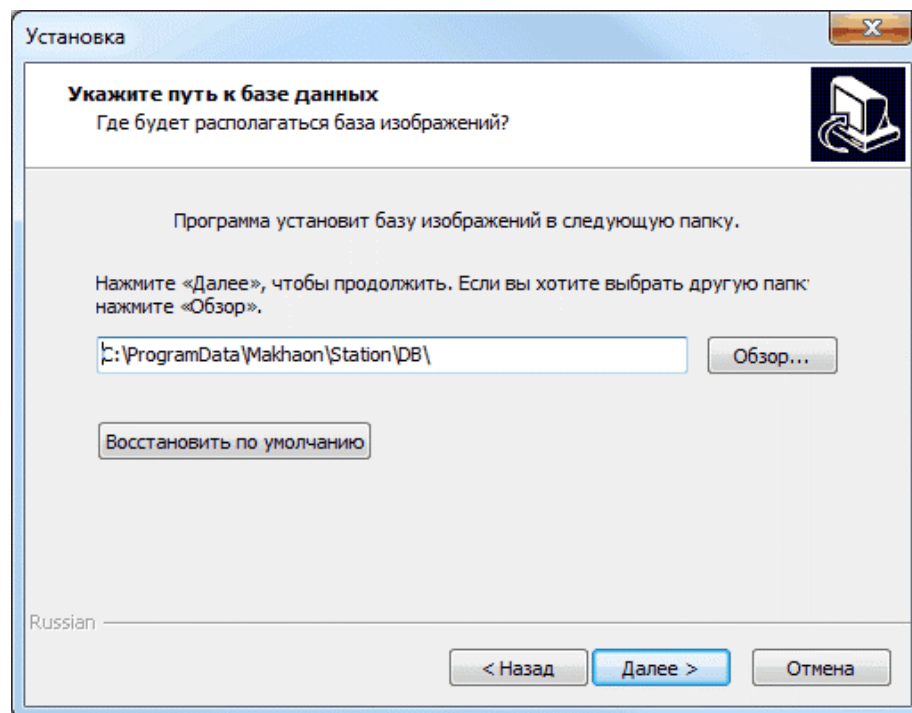 Установка
Укажите путь к базе данных
Где будет располагаться база изображений?
Программа установит базу изображений в следующую папку.
Нажмите «Далее», чтобы продолжить. Если вы хотите выбрать другую папк
нажмите «Обзор».
C:\ProgramData\Makhaon\Station\DB\
Обзор...
Восстановить по умолчанию
Russian
< Назад
Далее >
Отмена